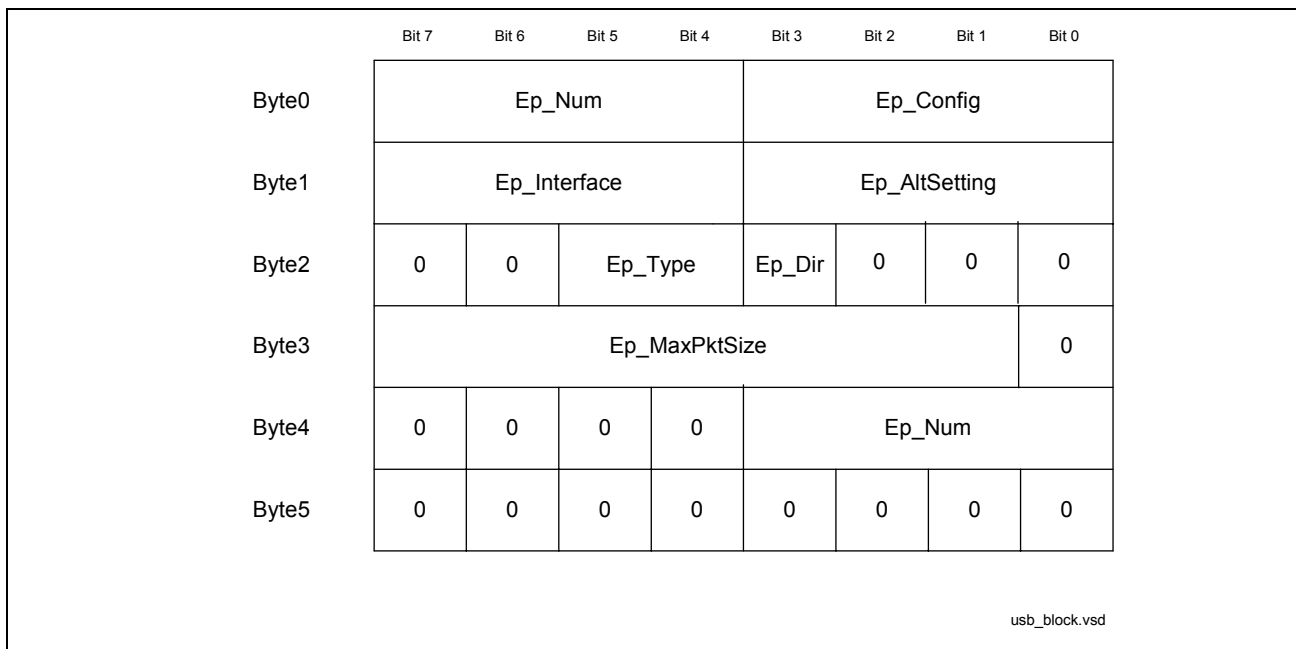 Bit 7 Bit 6 Bit 5 Bit 4 Bit 3 Bit 2 Bit 1 Bit 0
Byte0 Ep_Num Ep_Config
Byte1 Ep_Interface Ep_AltSetting
Byte2 0 0 Ep_Type Ep_Dir 0 0 0
Byte3 Ep_MaxPktSize 0
Byte4 0 0 0 0 Ep_Num
Byte5 0 0 0 0 0 0 0 0
usb_block.vsd